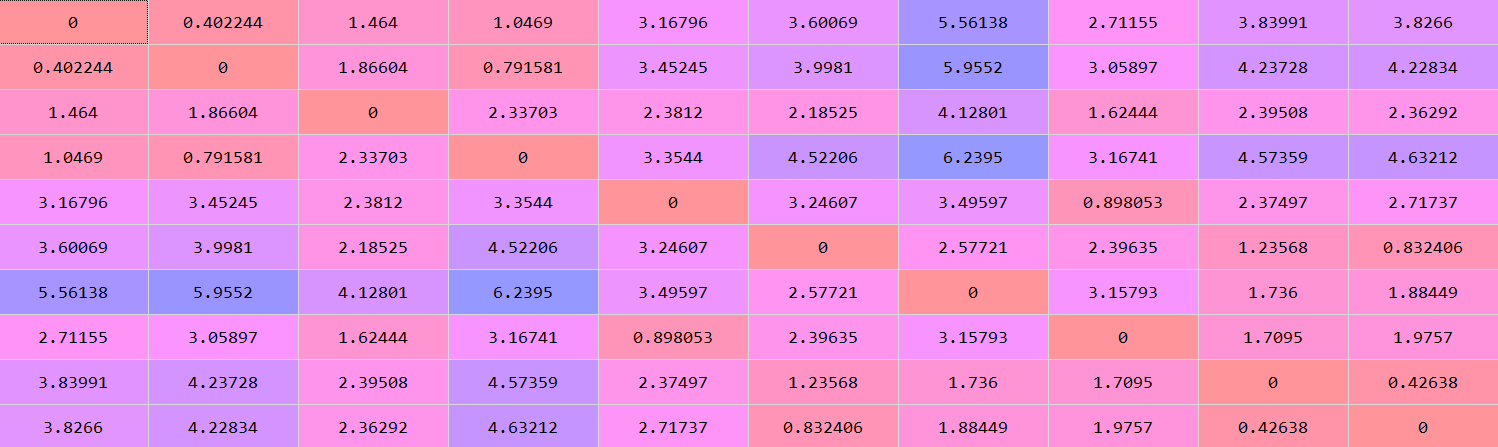 0 0.402244 1.464 1.0469 3.16796 3.60069 5.56138 2.71155 3.83991 3.8266
0.402244 0 1.86604 0.791581 3.45245 3.9981 5.9552 3.05897 4.23728 4.22834
1.464 1.86604 0 2.33703 2.3812 2.18525 4.12801 1.62444 2.39508 2.36292
1.0469 0.791581 2.33703 0 3.3544 4.52206 6.2395 3.16741 4.57359 4.63212
3.16796 3.45245 2.3812 3.3544 0 3.24607 3.49597 0.898053 2.37497 2.71737
3.60069 3.9981 2.18525 4.52206 3.24607 0 2.57721 2.39635 1.23568 0.832406
5.56138 5.9552 4.12801 6.2395 3.49597 2.57721 0 3.15793 1.736 1.88449
2.71155 3.05897 1.62444 3.16741 0.898053 2.39635 3.15793 0 1.7095 1.9757
3.83991 4.23728 2.39508 4.57359 2.37497 1.23568 1.736 1.7095 0 0.42638
3.8266 4.22834 2.36292 4.63212 2.71737 0.832406 1.88449 1.9757 0.42638 0